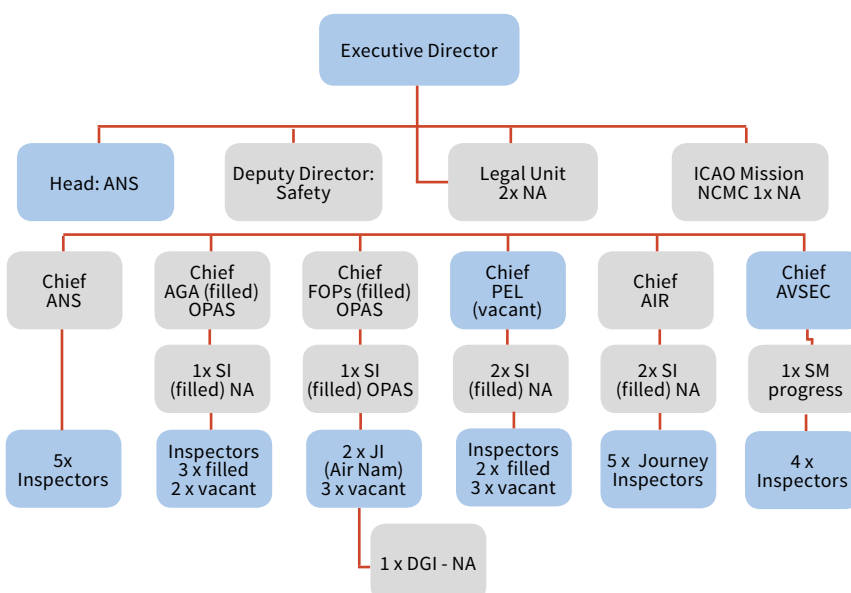 Executive Director
Head: ANS
Deputy Director:
Safety
Legal Unit
2x NA
ICAO Mission
NCMC 1x NA
Chief
ANS
Chief
AGA (filled)
OPAS
Chief
FOPs (filled)
OPAS
Chief
PEL
(vacant)
Chief
AIR
Chief
AVSEC
1x SI
(filled) NA
1x SI
(filled) OPAS
2x SI
(filled) NA
2x SI
(filled) NA
1x SM
progress
5x
Inspectors
Inspectors
3 x filled
2 x vacant
2 x JI
(Air Nam)
3 x vacant
Inspectors
2 x filled
3 x vacant
5 x Journey
Inspectors
4 x
Inspectors
1 x DGI - NA